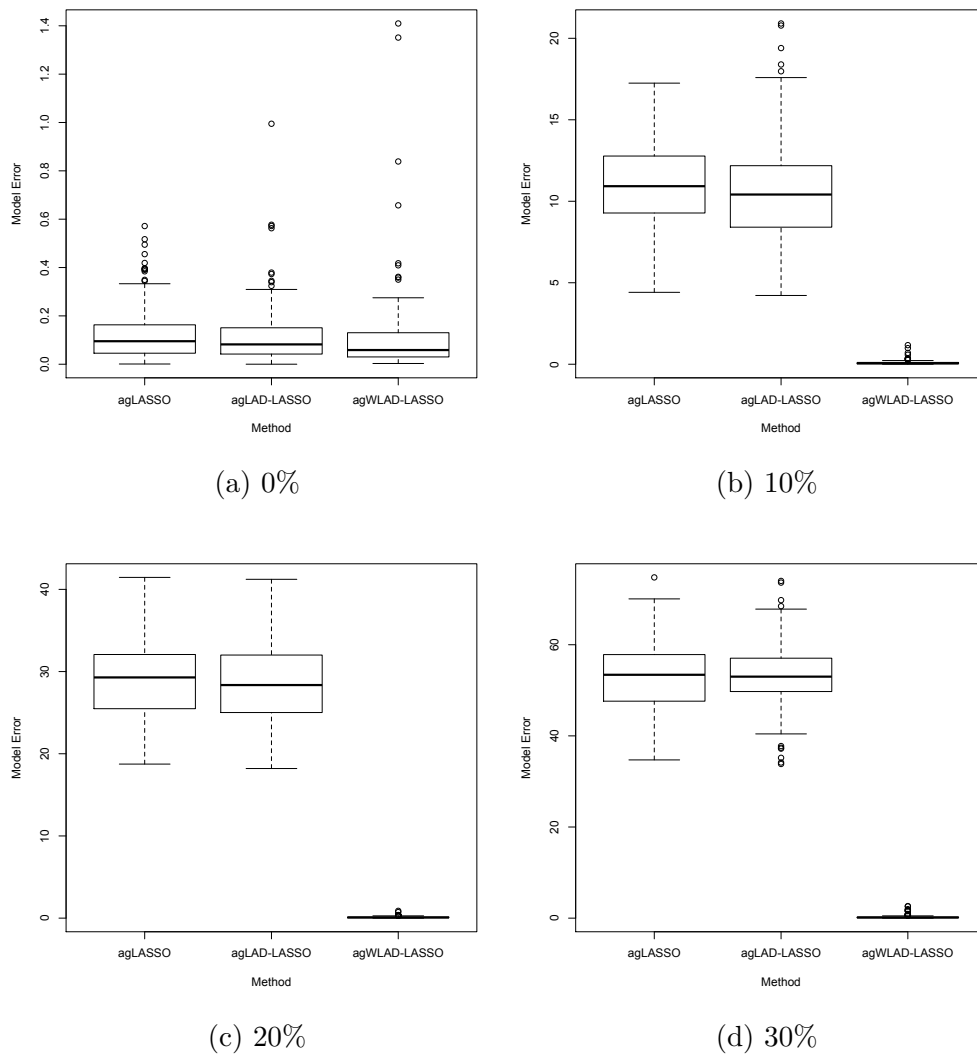 Model Error
0.0 0.2 0.4 0.6 0.8 1.0 1.2 1.4
agLASSO agLAD-LASSO agWLAD-LASSO
Method
(a) 0%
Model Error
0 5 10 15 20
agLASSO agLAD-LASSO agWLAD-LASSO
Method
(b) 10%
Model Error
0 10 20 30 40
agLASSO agLAD-LASSO agWLAD-LASSO
Method
(c) 20%
Model Error
0 20 40 60
agLASSO agLAD-LASSO agWLAD-LASSO
Method
(d) 30%